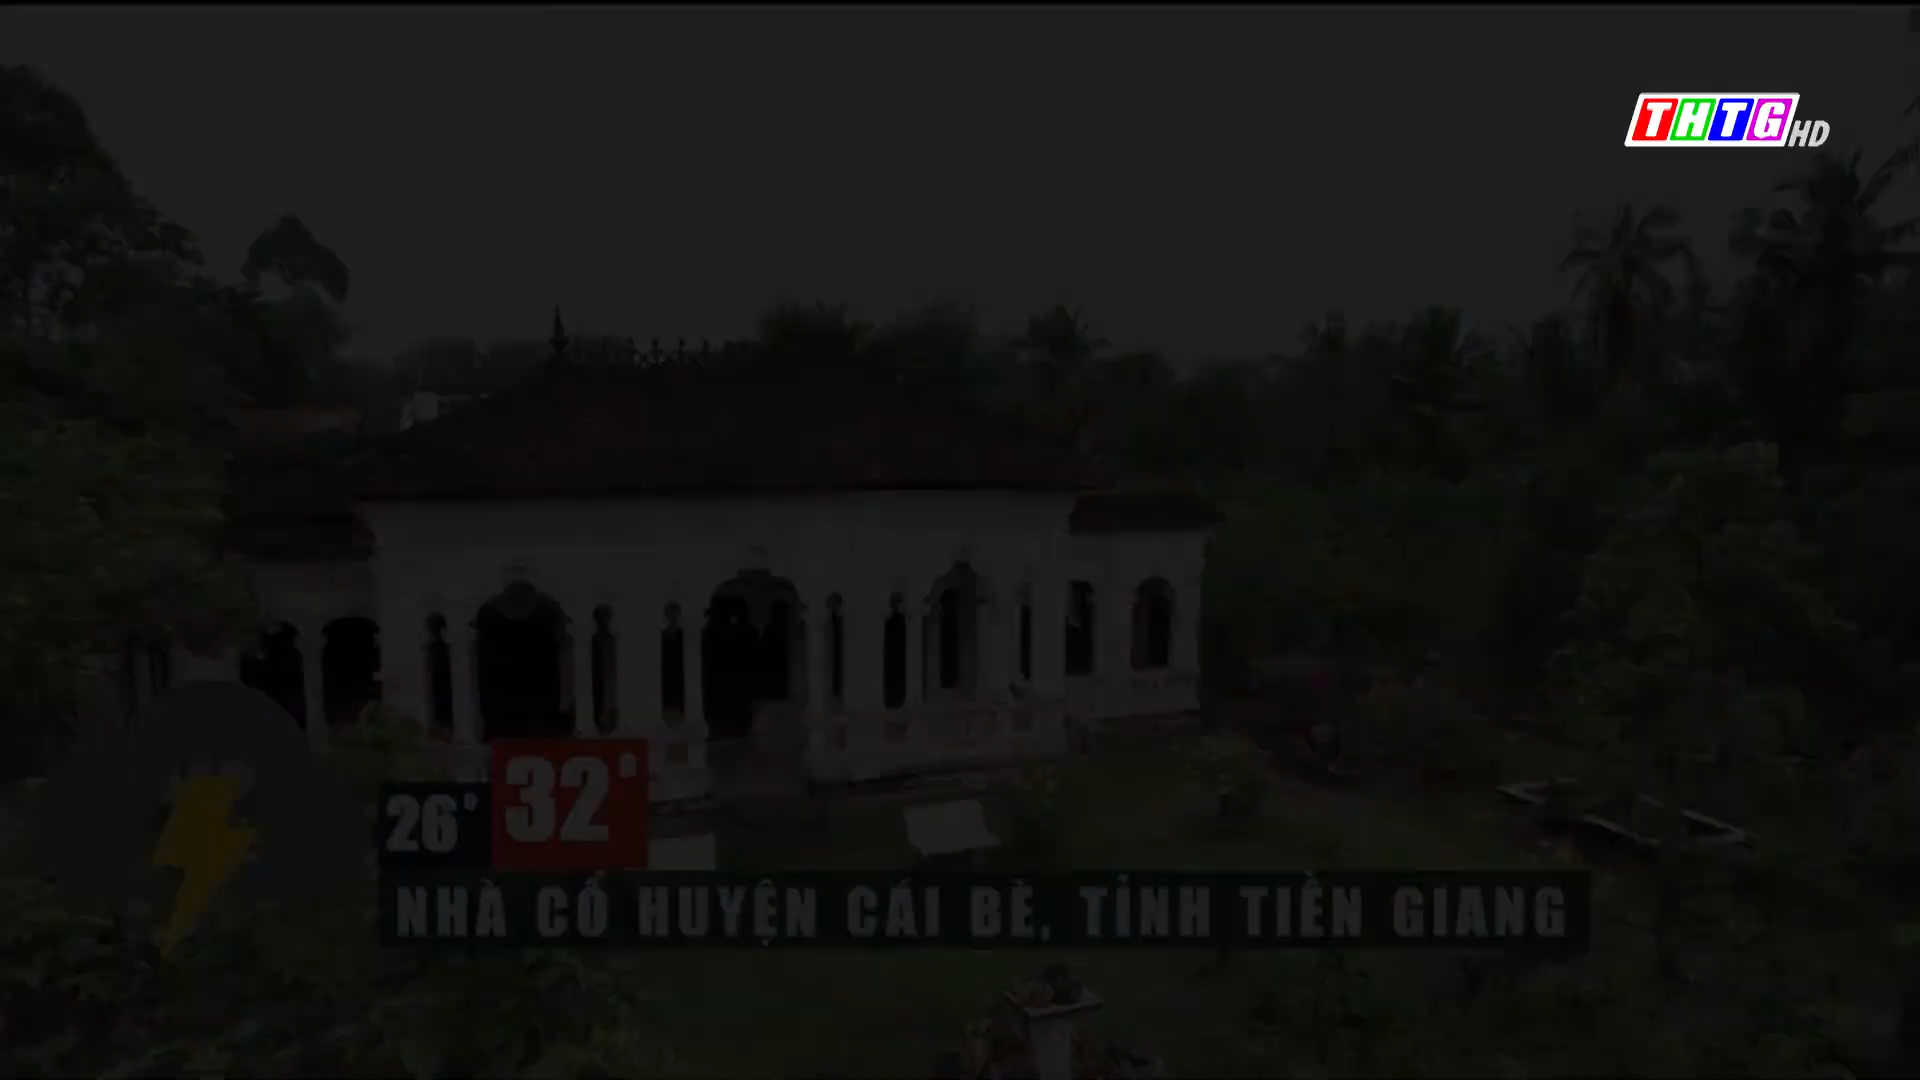 THTG HD
26° 32°
NHÀ CỔ HUYỆN CÁI BÈ, TỈNH TIỀN GIANG